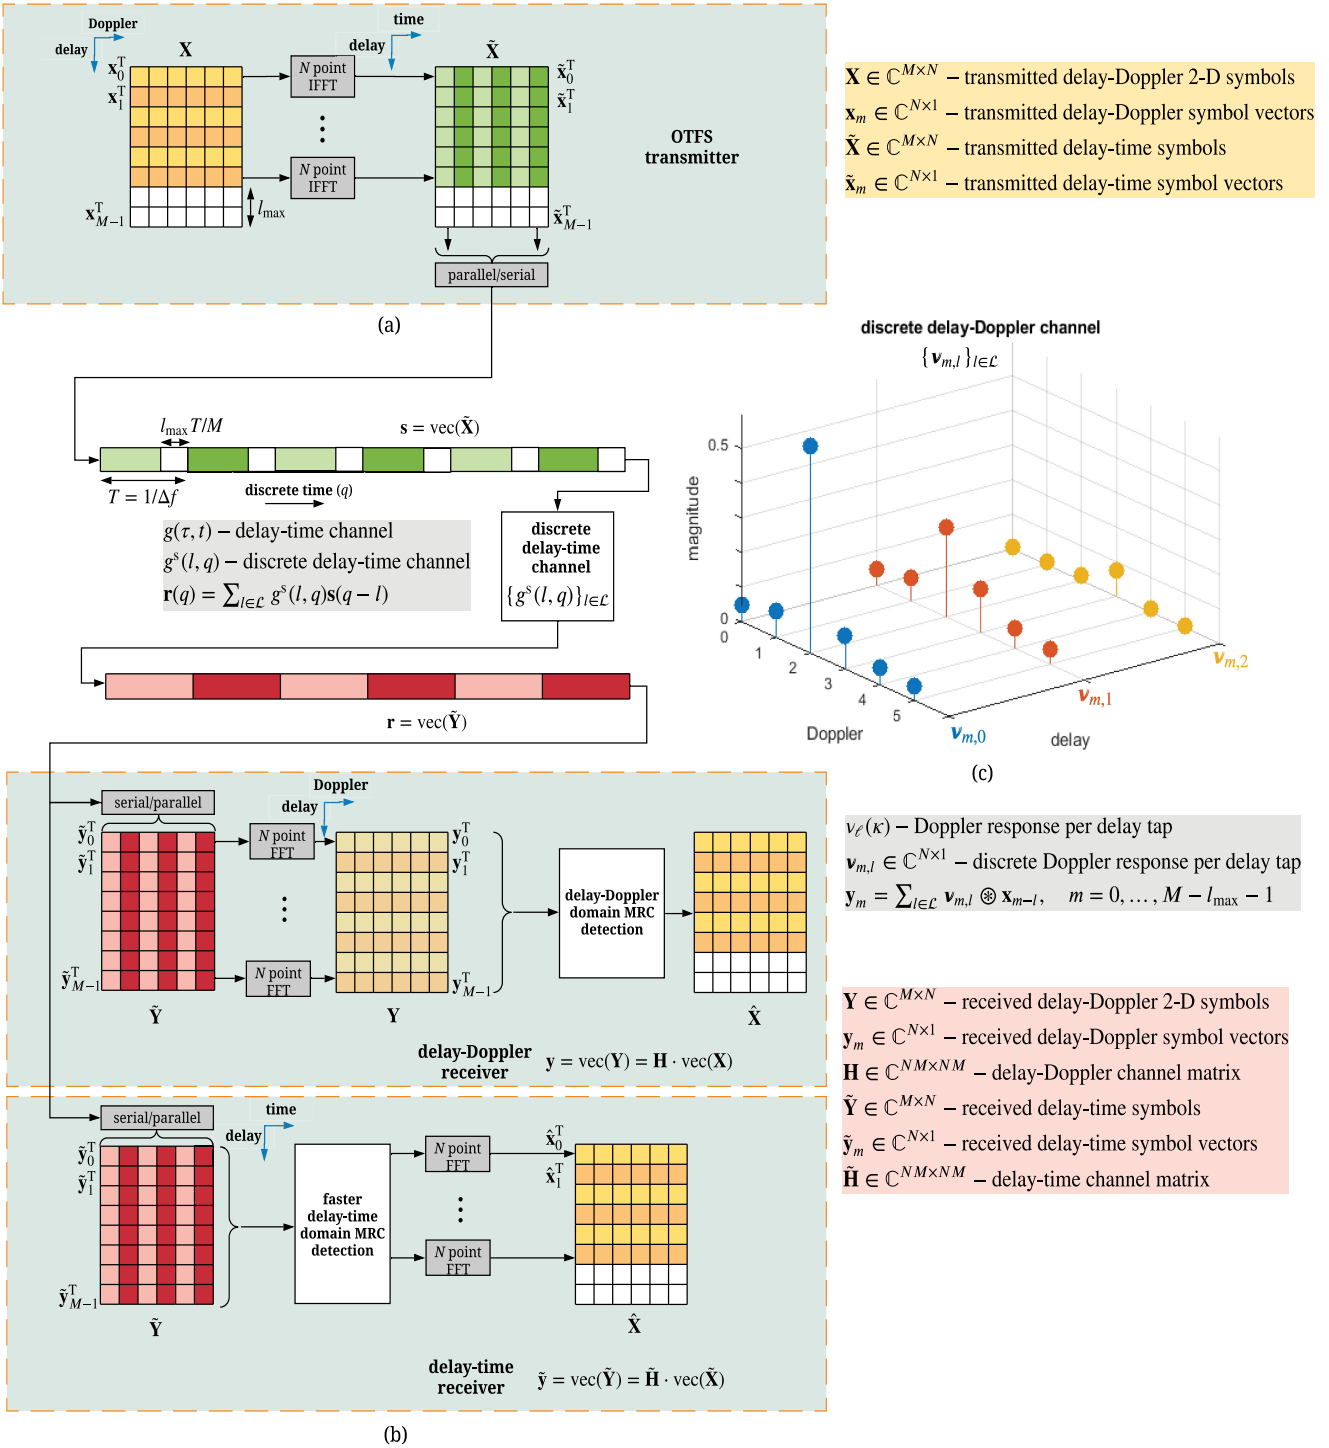 Doppler
delay
X
time
delay
X̃
x₀ᵀ
x₁ᵀ
x_{M−1}ᵀ
N point
IFFT
⋮
N point
IFFT
l_max
x̃₀ᵀ
x̃₁ᵀ
x̃_{M−1}ᵀ
OTFS
transmitter
parallel/serial
(a)
X ∈ ℂ^{M×N} – transmitted delay-Doppler 2-D symbols
x_m ∈ ℂ^{N×1} – transmitted delay-Doppler symbol vectors
X̃ ∈ ℂ^{M×N} – transmitted delay-time symbols
x̃_m ∈ ℂ^{N×1} – transmitted delay-time symbol vectors
l_max T/M
s = vec(X̃)
T = 1/Δf
discrete time (q)
g(τ, t) – delay-time channel
g^s(l, q) – discrete delay-time channel
r(q) = ∑_{l∈ℒ} g^s(l, q)s(q − l)
discrete
delay-time
channel
{g^s(l, q)}_{l∈ℒ}
r = vec(Ỹ)
discrete delay-Doppler channel
{ν_{m,l}}_{l∈ℒ}
magnitude
0.5
0
0
1
2
3
4
5
Doppler
ν_{m,0}
ν_{m,1}
ν_{m,2}
delay
(c)
serial/parallel
ỹ₀ᵀ
ỹ₁ᵀ
ỹ_{M−1}ᵀ
Ỹ
Doppler
delay
N point
FFT
⋮
N point
FFT
y₀ᵀ
y₁ᵀ
y_{M−1}ᵀ
Y
delay-Doppler
domain MRC
detection
X̂
delay-Doppler
receiver
y = vec(Y) = H · vec(X)
ν_ℓ(κ) – Doppler response per delay tap
ν_{m,l} ∈ ℂ^{N×1} – discrete Doppler response per delay tap
y_m = ∑_{l∈ℒ} ν_{m,l} ⊛ x_{m−l}, m = 0, … , M − l_max − 1
Y ∈ ℂ^{M×N} – received delay-Doppler 2-D symbols
y_m ∈ ℂ^{N×1} – received delay-Doppler symbol vectors
H ∈ ℂ^{NM×NM} – delay-Doppler channel matrix
Ỹ ∈ ℂ^{M×N} – received delay-time symbols
ỹ_m ∈ ℂ^{N×1} – received delay-time symbol vectors
H̃ ∈ ℂ^{NM×NM} – delay-time channel matrix
serial/parallel
time
delay
ỹ₀ᵀ
ỹ₁ᵀ
ỹ_{M−1}ᵀ
Ỹ
faster
delay-time
domain MRC
detection
N point
FFT
⋮
N point
FFT
x̂₀ᵀ
x̂₁ᵀ
X̂
delay-time
receiver
ỹ = vec(Ỹ) = H̃ · vec(X̃)
(b)